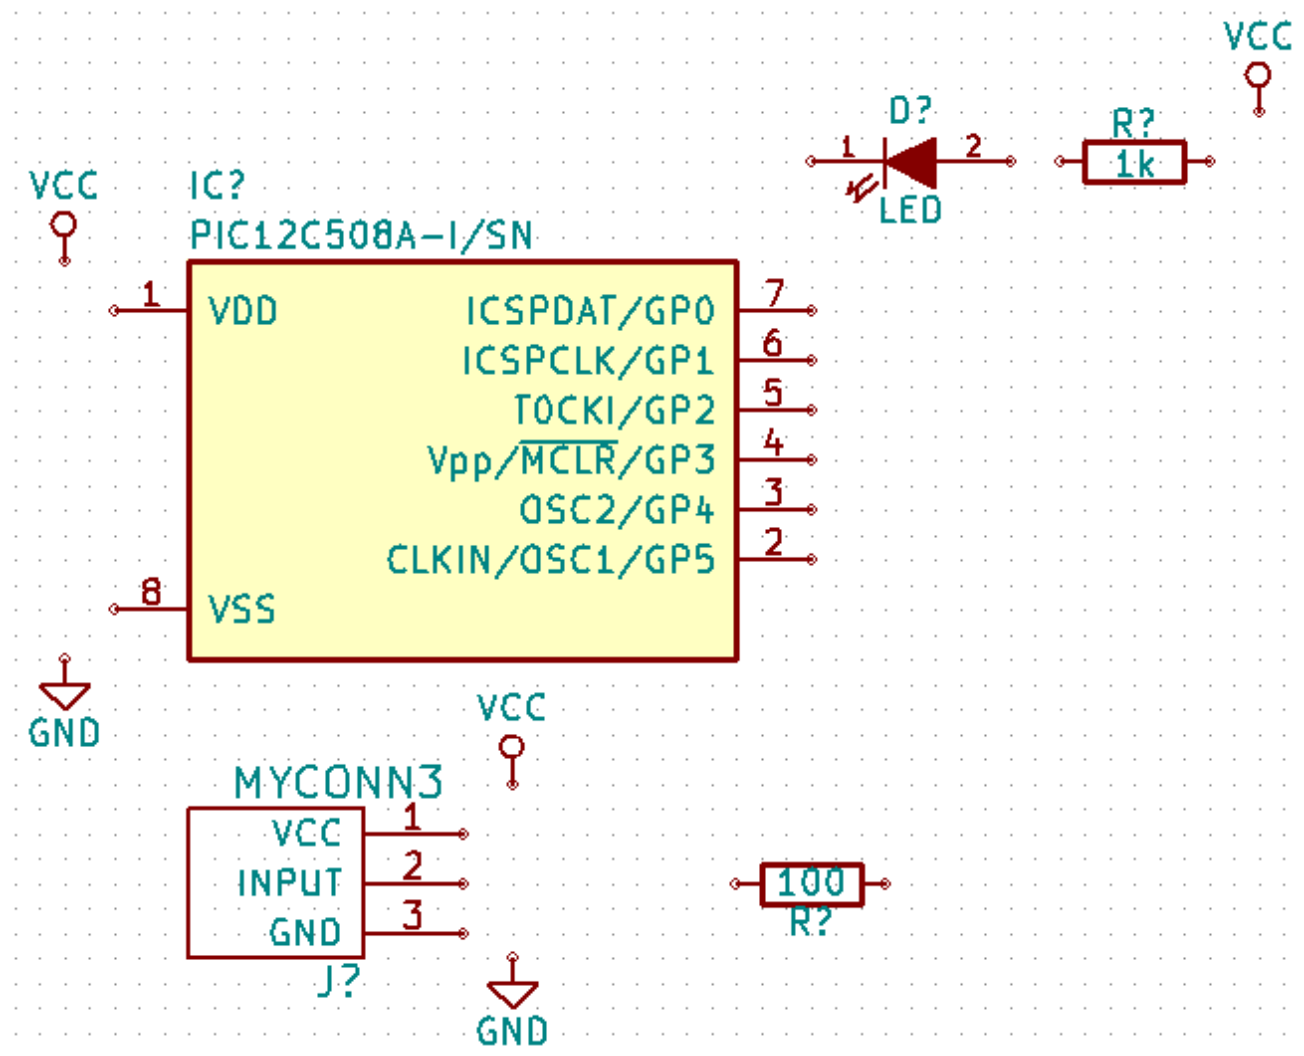 VCC
D?
R?
1 2
1k
LED
VCC
IC?
PIC12C508A-I/SN
1 VDD
ICSPDAT/GP0 7
ICSPCLK/GP1 6
T0CKI/GP2 5
Vpp/MCLR/GP3 4
OSC2/GP4 3
CLKIN/OSC1/GP5 2
8 VSS
GND
VCC
MYCONN3
VCC 1
INPUT 2
GND 3
J?
100
R?
GND